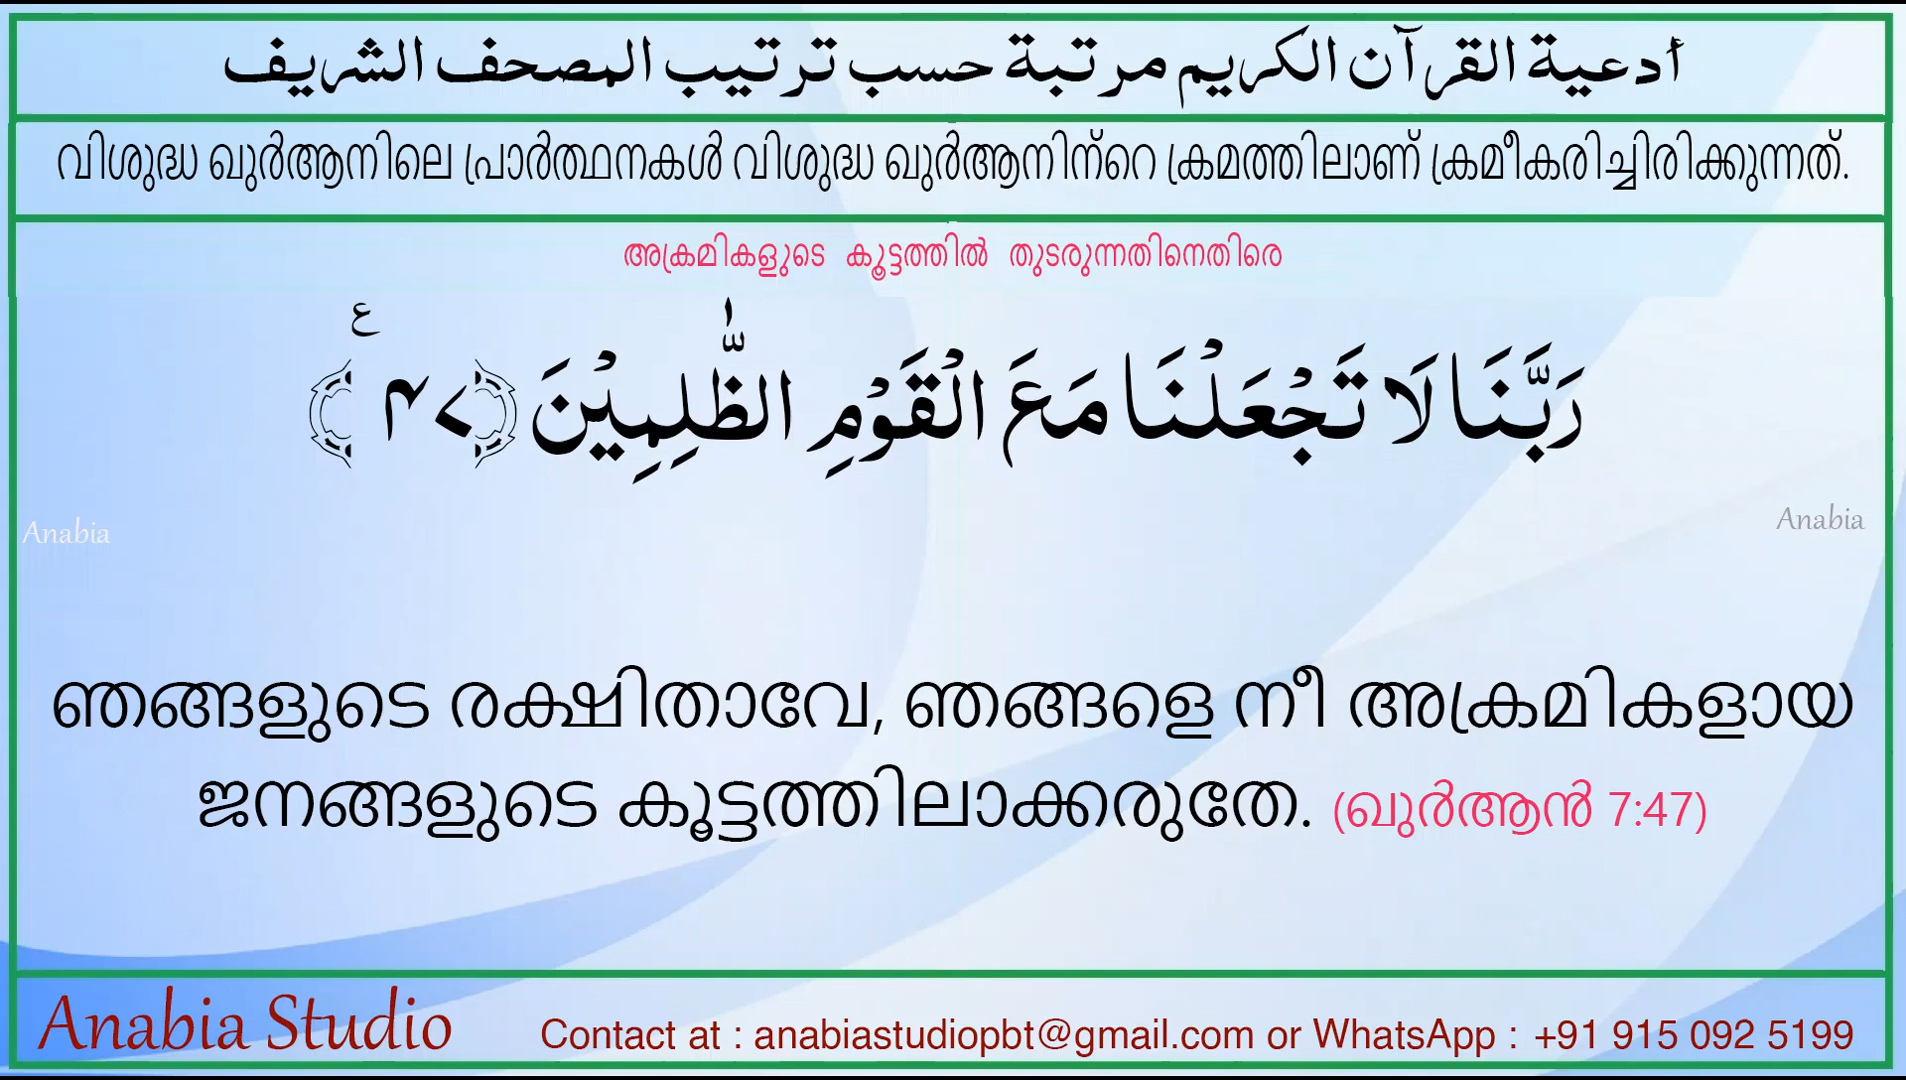 أدعية القرآن الكريم مرتبة حسب ترتيب المصحف الشريف
വിശുദ്ധ ഖുർആനിലെ പ്രാർത്ഥനകൾ വിശുദ്ധ ഖുർആനിന്റെ ക്രമത്തിലാണ് ക്രമീകരിച്ചിരിക്കുന്നത്.
അക്രമികളുടെ കൂട്ടത്തിൽ തുടരുന്നതിനെതിരെ
رَبَّنَا لَا تَجْعَلْنَا مَعَ الْقَوْمِ الظّٰلِمِيْنَ ﴿۴۷﴾ ع
Anabia
Anabia
ഞങ്ങളുടെ രക്ഷിതാവേ, ഞങ്ങളെ നീ അക്രമികളായ
ജനങ്ങളുടെ കൂട്ടത്തിലാക്കരുതേ. (ഖുർആൻ 7:47)
Anabia Studio Contact at : anabiastudiopbt@gmail.com or WhatsApp : +91 915 092 5199